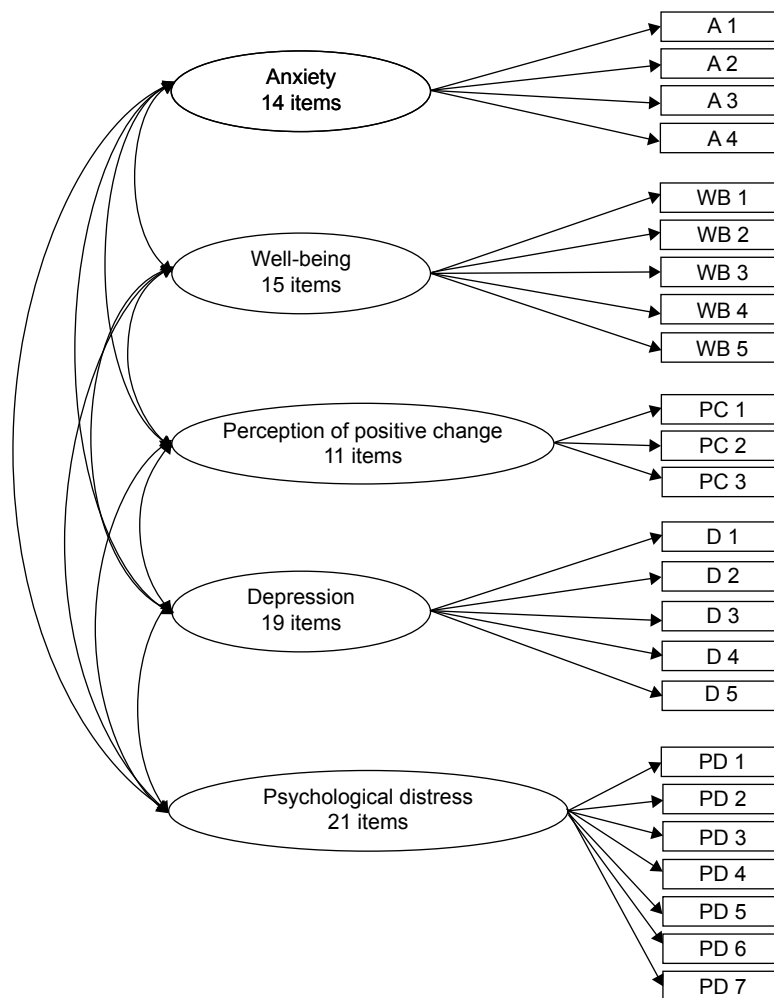 Anxiety
14 items
A 1
A 2
A 3
A 4
Well-being
15 items
WB 1
WB 2
WB 3
WB 4
WB 5
Perception of positive change
11 items
PC 1
PC 2
PC 3
Depression
19 items
D 1
D 2
D 3
D 4
D 5
Psychological distress
21 items
PD 1
PD 2
PD 3
PD 4
PD 5
PD 6
PD 7